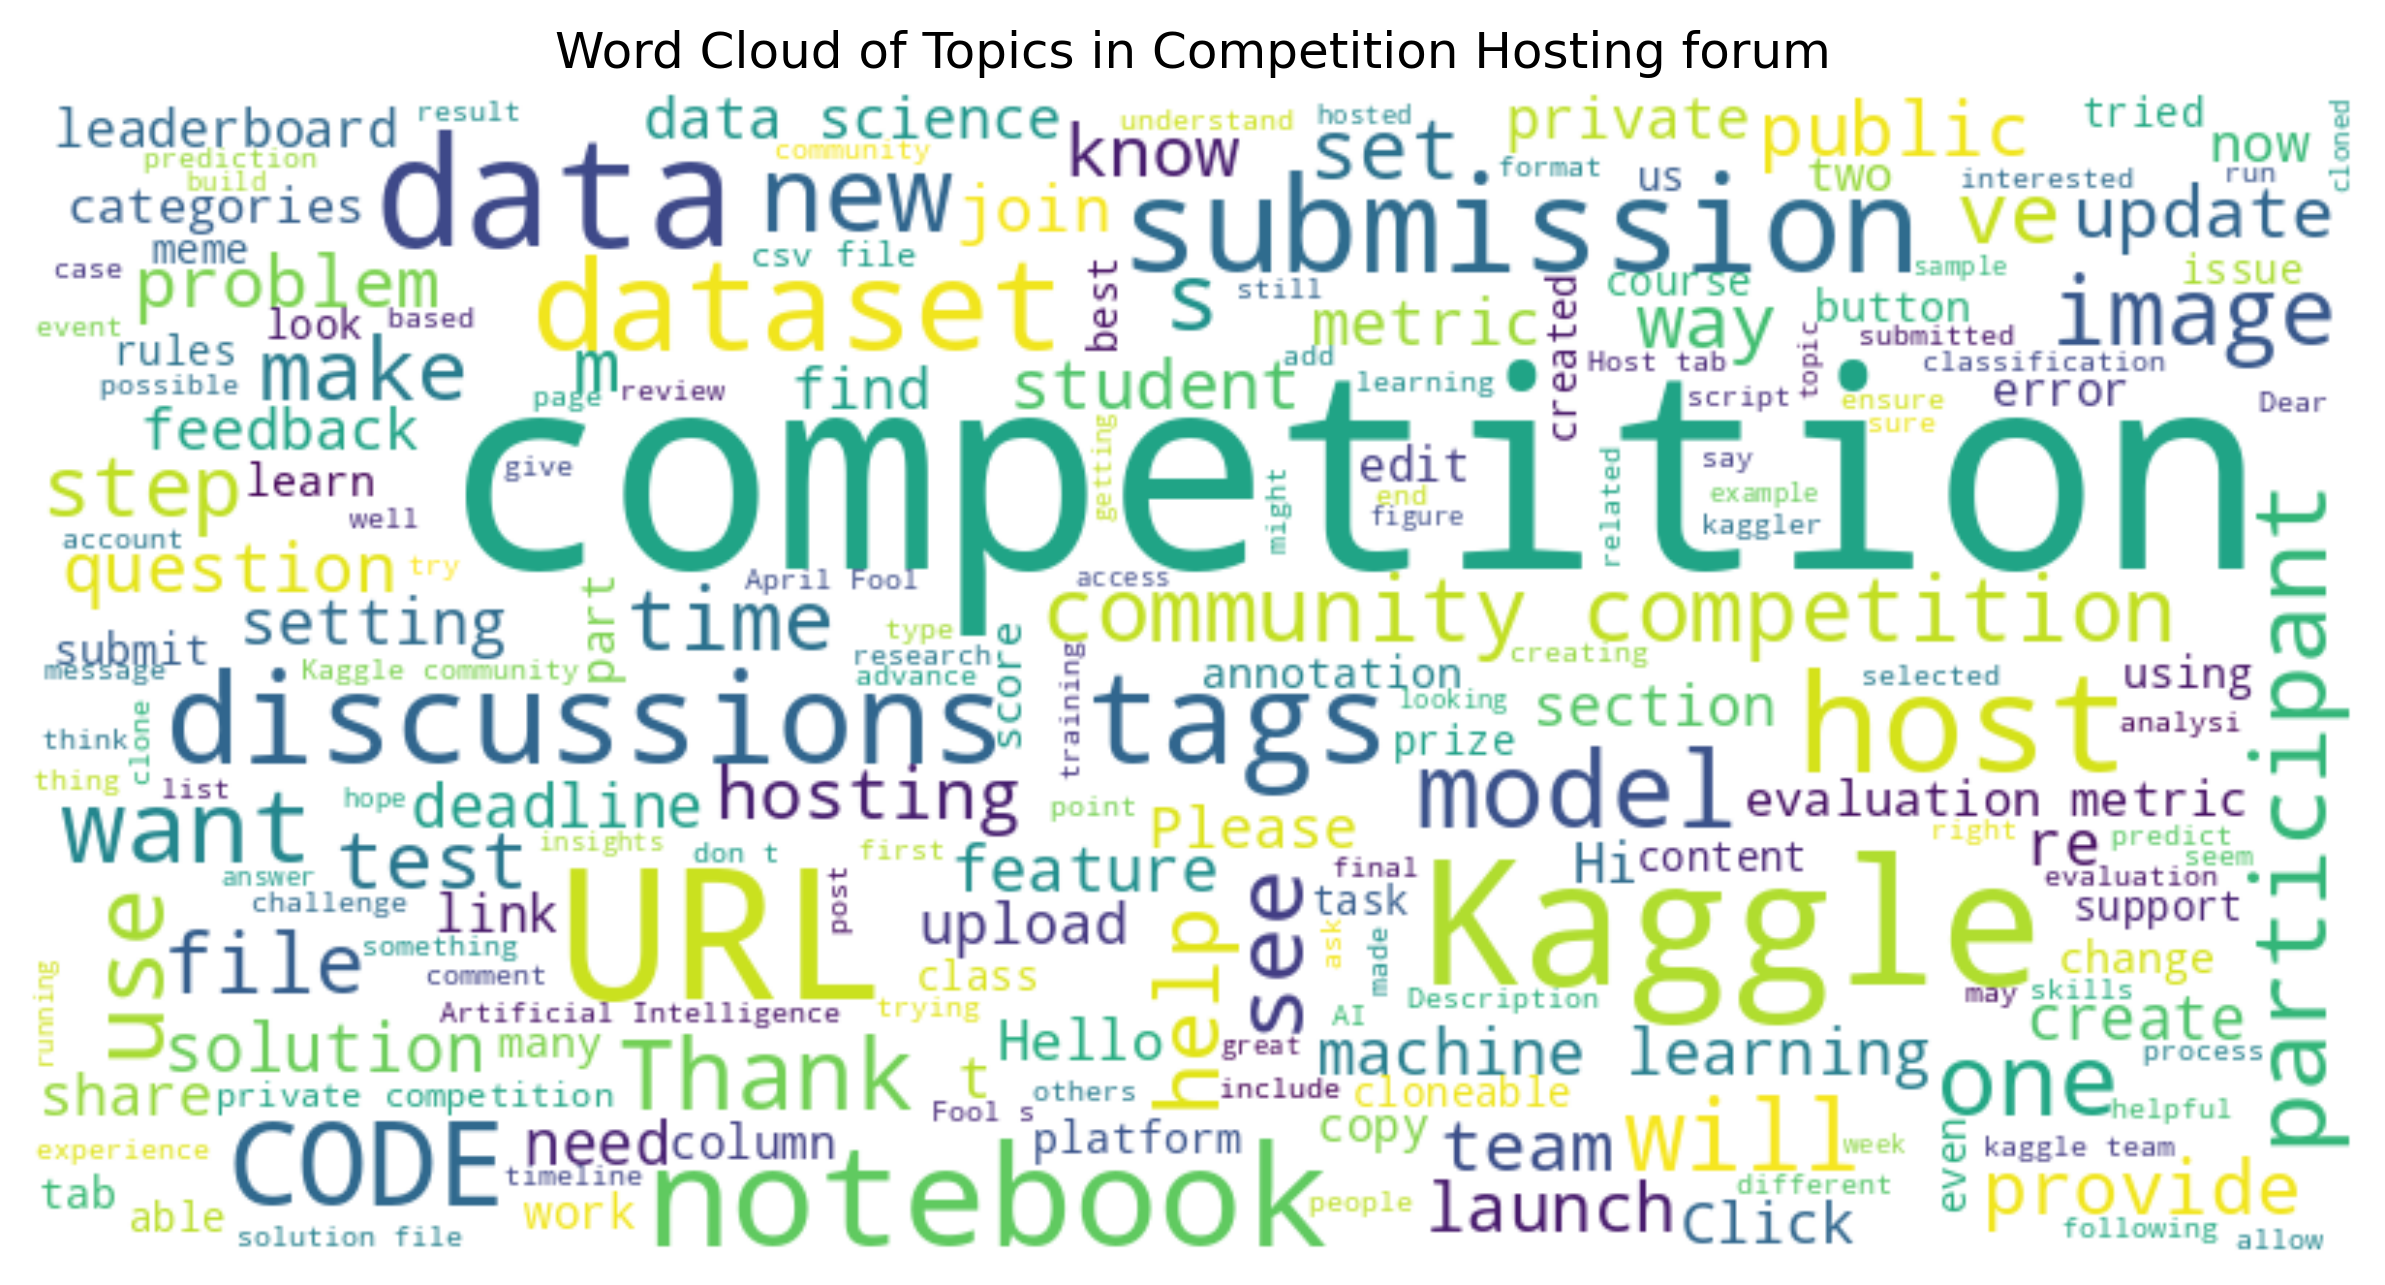 Word Cloud of Topics in Competition Hosting forum
leaderboard
result
data science
understand
hosted
private
public
tried
cloned
prediction
build
community
know
set
format
us
two
interested
run
now
categories
data
new
join
submission
ve
update
meme
csv file
case
problem
dataset
best
s
still
created
course
sample
issue
event
look
based
metric
way
button
image
rules
make
m
submitted
possible
page
review
find
student
add
learning
Host tab
topic
classification
script
ensure
error
Dear
sure
feedback
competition
step
learn
give
getting
might
edit
end
figure
related
say
example
kaggler
well
account
question
try
April Fool
access
participant
setting
part
time
type
community competition
submit
message
Kaggle community
research
advance
score
training
annotation
creating
looking
selected
using
discussions
tags
section
host
analysi
think
clone
prize
thing
list
want
hope
deadline
hosting
point
model
evaluation metric
Please
right
re
predict
test
insights
don t
first
feature
final
Hi
content
seem
answer
evaluation
challenge
use
link
URL
post
upload
help
see
task
Kaggle
support
file
something
ask
made
change
comment
class
running
Artificial Intelligence
trying
Description
may
skills
solution
many
Thank
Hello
great
AI
machine learning
create
process
share
private competition
t
others
include
cloneable
one
Fool s
helpful
experience
CODE
need
column
platform
copy
team
will
week
even
kaggle team
tab
timeline
notebook
able
work
people
launch
different
Click
provide
solution file
following
allow